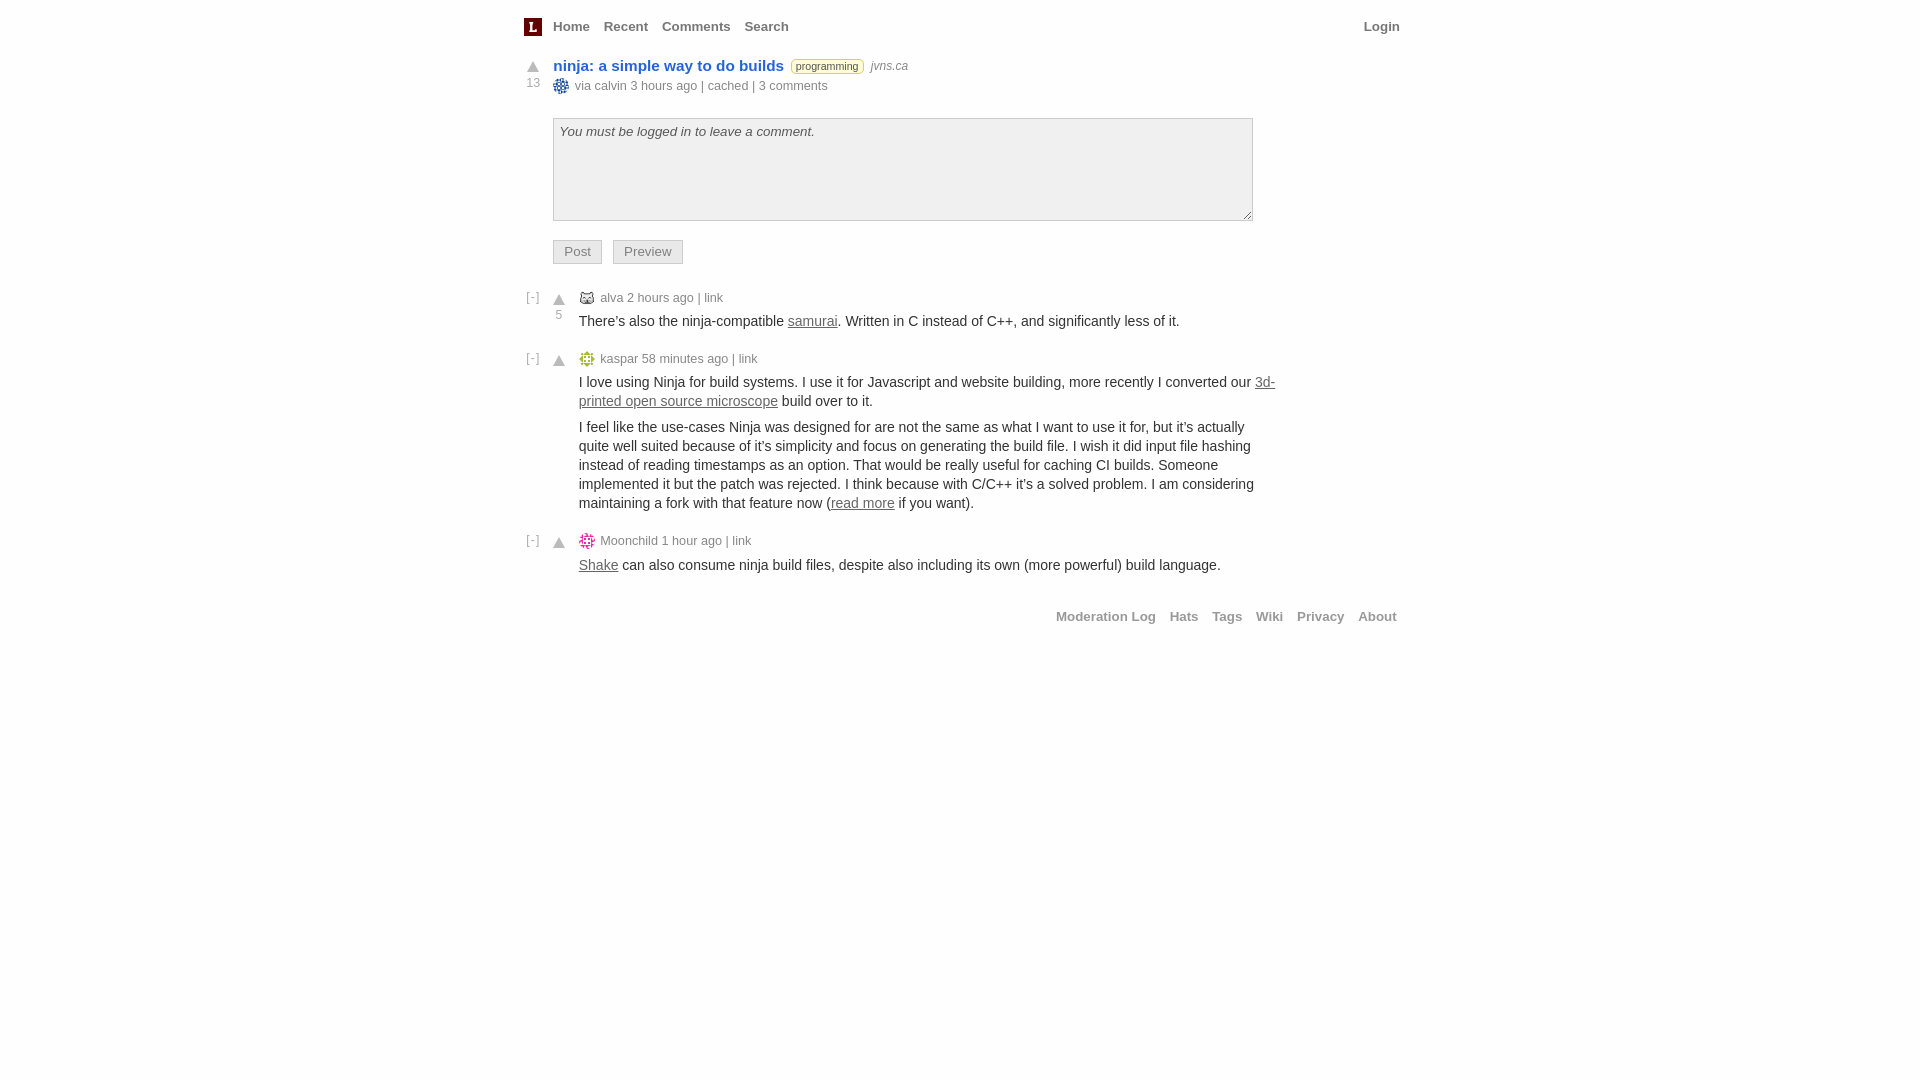 L Home Recent Comments Search Login
ninja: a simple way to do builds programming jvns.ca
13
via calvin 3 hours ago | cached | 3 comments
You must be logged in to leave a comment.
Post Preview
[-] alva 2 hours ago | link
5
There’s also the ninja-compatible samurai. Written in C instead of C++, and significantly less of it.
[-] kaspar 58 minutes ago | link
I love using Ninja for build systems. I use it for Javascript and website building, more recently I converted our 3d-
printed open source microscope build over to it.
I feel like the use-cases Ninja was designed for are not the same as what I want to use it for, but it’s actually
quite well suited because of it’s simplicity and focus on generating the build file. I wish it did input file hashing
instead of reading timestamps as an option. That would be really useful for caching CI builds. Someone
implemented it but the patch was rejected. I think because with C/C++ it’s a solved problem. I am considering
maintaining a fork with that feature now (read more if you want).
[-] Moonchild 1 hour ago | link
Shake can also consume ninja build files, despite also including its own (more powerful) build language.
Moderation Log Hats Tags Wiki Privacy About